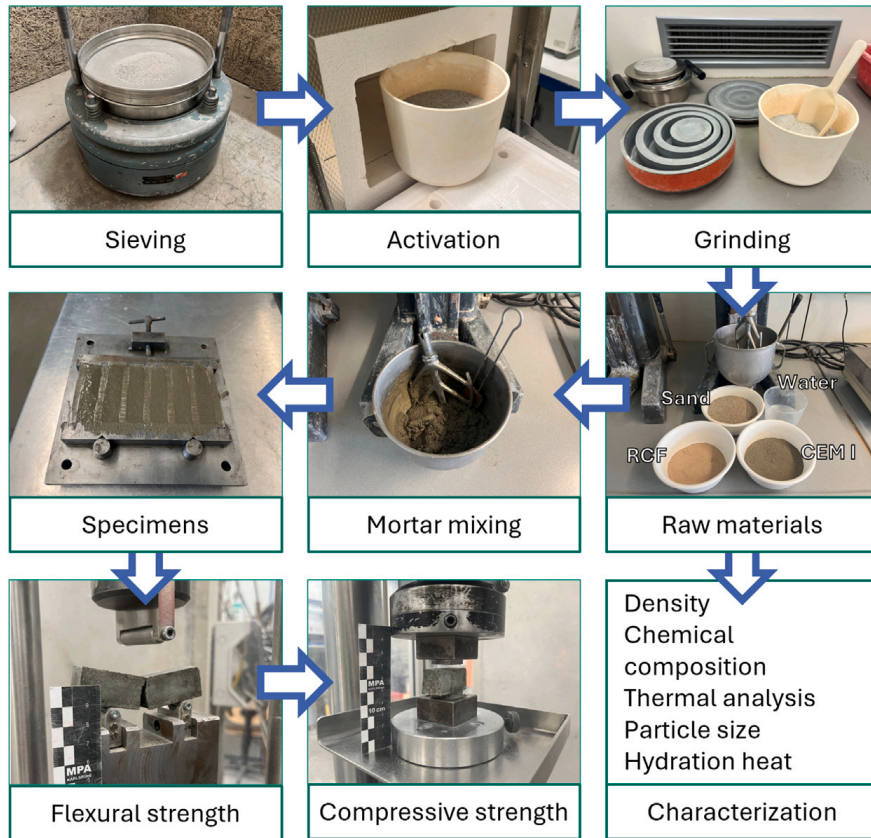 Sieving
Activation
Grinding
Sand
Water
RCF
CEM I
Specimens
Mortar mixing
Raw materials
MPA
KARLSRUHE
Flexural strength
MPA
10 cm
Compressive strength
Density
Chemical
composition
Thermal analysis
Particle size
Hydration heat
Characterization